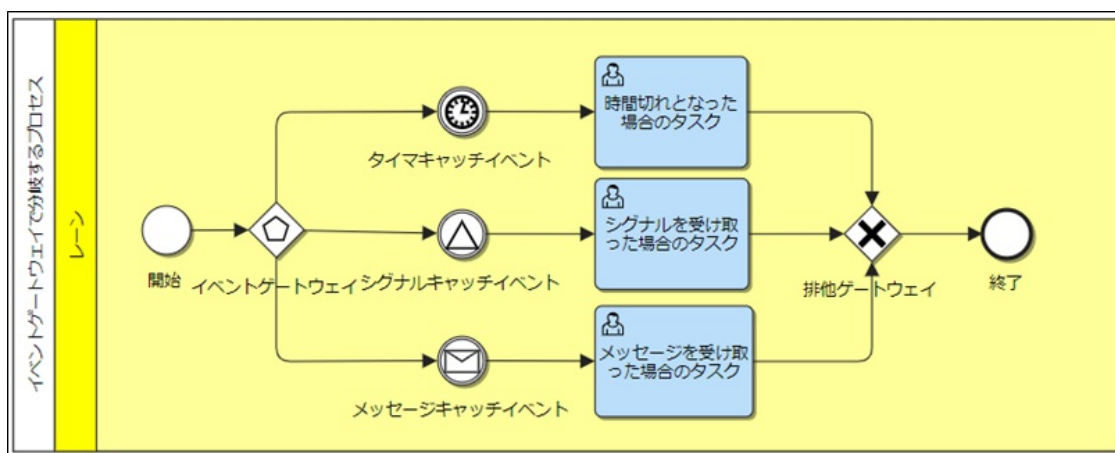 イベントゲートウェイで分岐するプロセス
レーン
開始
イベントゲートウェイ
タイマキャッチイベント
時間切れとなった
場合のタスク
シグナルキャッチイベント
シグナルを受け取
った場合のタスク
メッセージキャッチイベント
メッセージを受け取
った場合のタスク
排他ゲートウェイ
終了